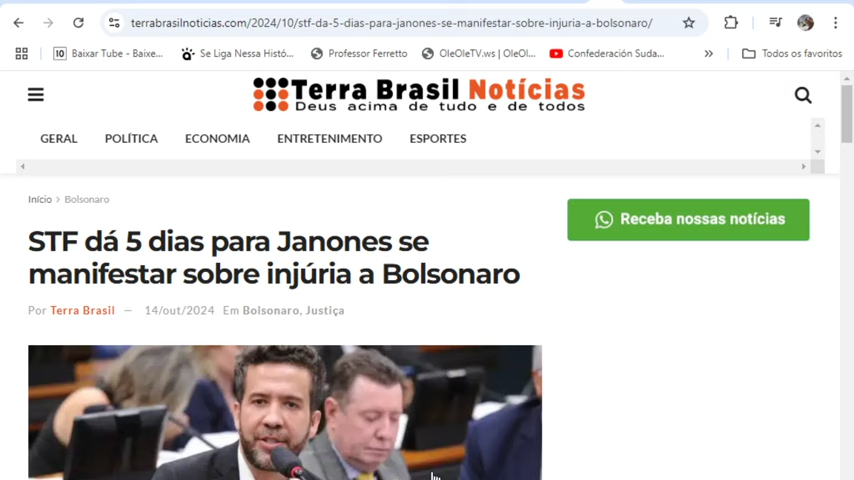 terrabrasilnoticias.com/2024/10/stf-da-5-dias-para-janones-se-manifestar-sobre-injuria-a-bolsonaro/
Baixar Tube - Baixe... Se Liga Nessa Histó... Professor Ferretto OleOleTV.ws | OleOl... Confederación Suda... » Todos os favoritos
Terra Brasil Notícias
Deus acima de tudo e de todos
GERAL POLÍTICA ECONOMIA ENTRETENIMENTO ESPORTES
Início > Bolsonaro
Receba nossas notícias
STF dá 5 dias para Janones se
manifestar sobre injúria a Bolsonaro
Por Terra Brasil — 14/out/2024 Em Bolsonaro, Justiça